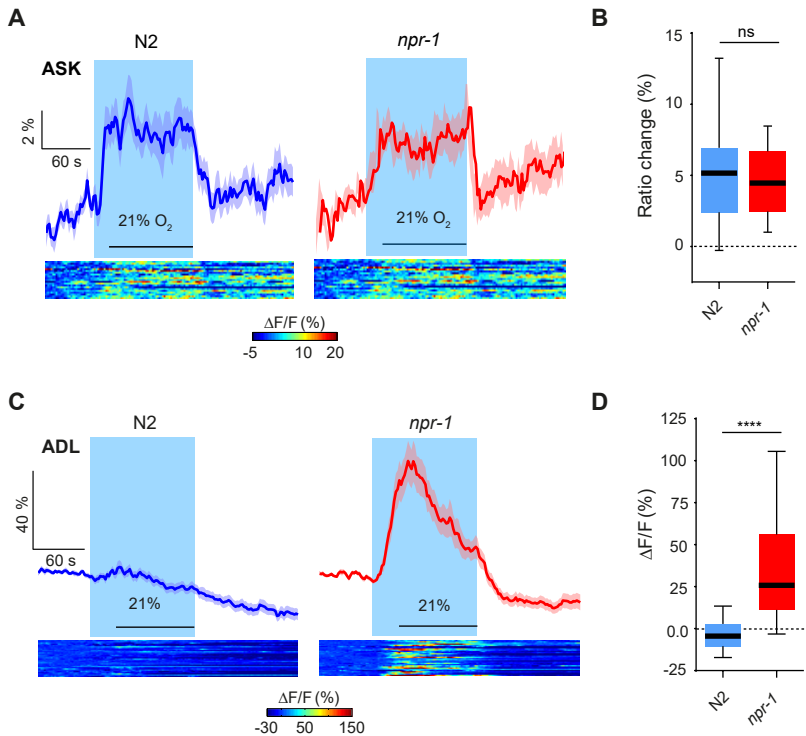 A
N2
npr-1
ASK
2 %
60 s
21% O2
21% O2
ΔF/F (%)
-5 10 20
B
ns
Ratio change (%)
15
10
5
0
N2
npr-1
C
N2
npr-1
ADL
40 %
60 s
21%
21%
ΔF/F (%)
-30 50 150
D
****
ΔF/F (%)
125
100
75
50
25
0.0
-25
N2
npr-1